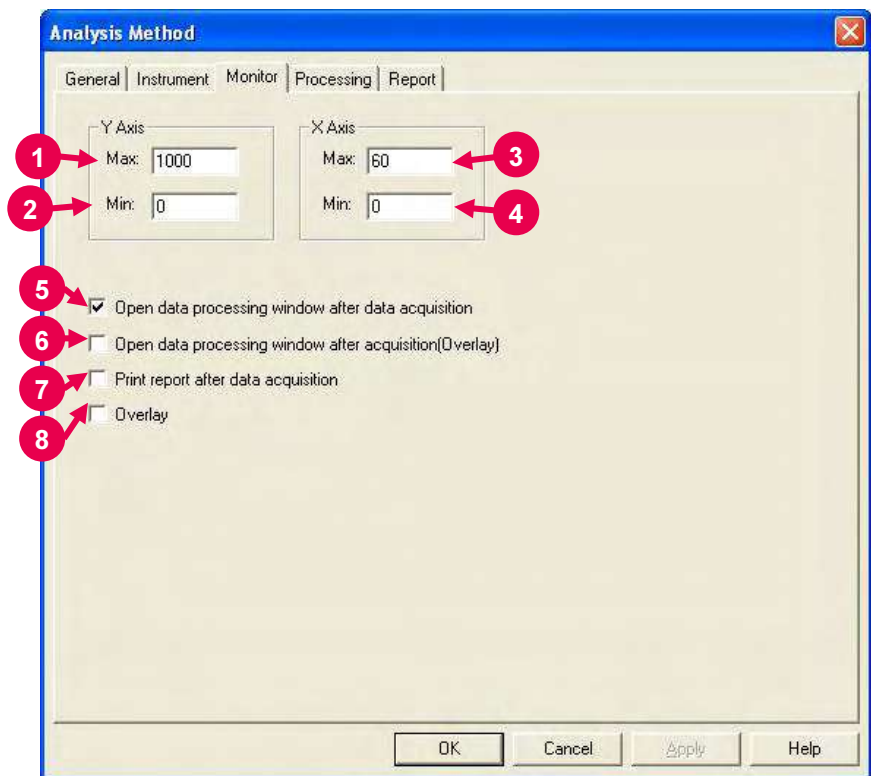 Analysis Method
General Instrument Monitor Processing Report
Y Axis
1 Max: 1000
2 Min: 0
X Axis
Max: 60 3
Min: 0 4
5 Open data processing window after data acquisition
6 Open data processing window after acquisition(Overlay)
7 Print report after data acquisition
8 Overlay
OK Cancel Apply Help